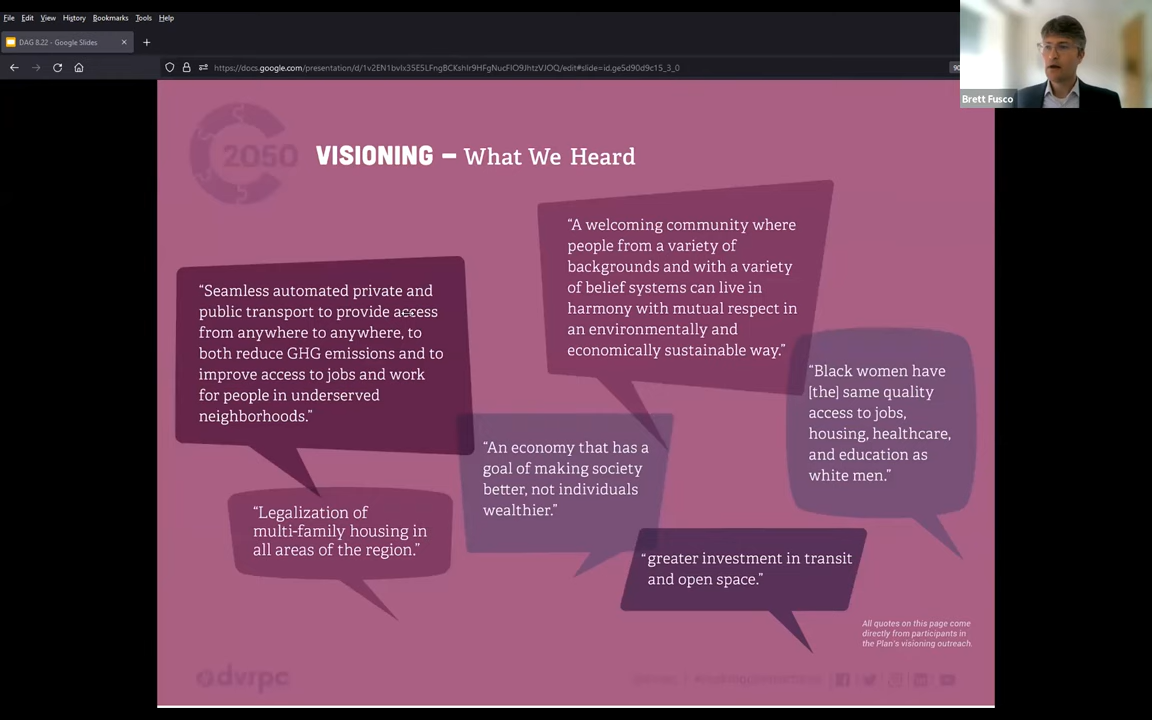 File Edit View History Bookmarks Tools Help
DAG 8.22 - Google Slides
Brett Fusco
2050
VISIONING – What We Heard
“A welcoming community where
people from a variety of
backgrounds and with a variety
of belief systems can live in
harmony with mutual respect in
an environmentally and
economically sustainable way.”
“Seamless automated private and
public transport to provide access
from anywhere to anywhere, to
both reduce GHG emissions and to
improve access to jobs and work
for people in underserved
neighborhoods.”
“Black women have
[the] same quality
access to jobs,
housing, healthcare,
and education as
white men.”
“An economy that has a
goal of making society
better, not individuals
wealthier.”
“Legalization of
multi-family housing in
all areas of the region.”
“greater investment in transit
and open space.”
All quotes on this page come
directly from participants in
the Plan's visioning outreach.
dvrpc